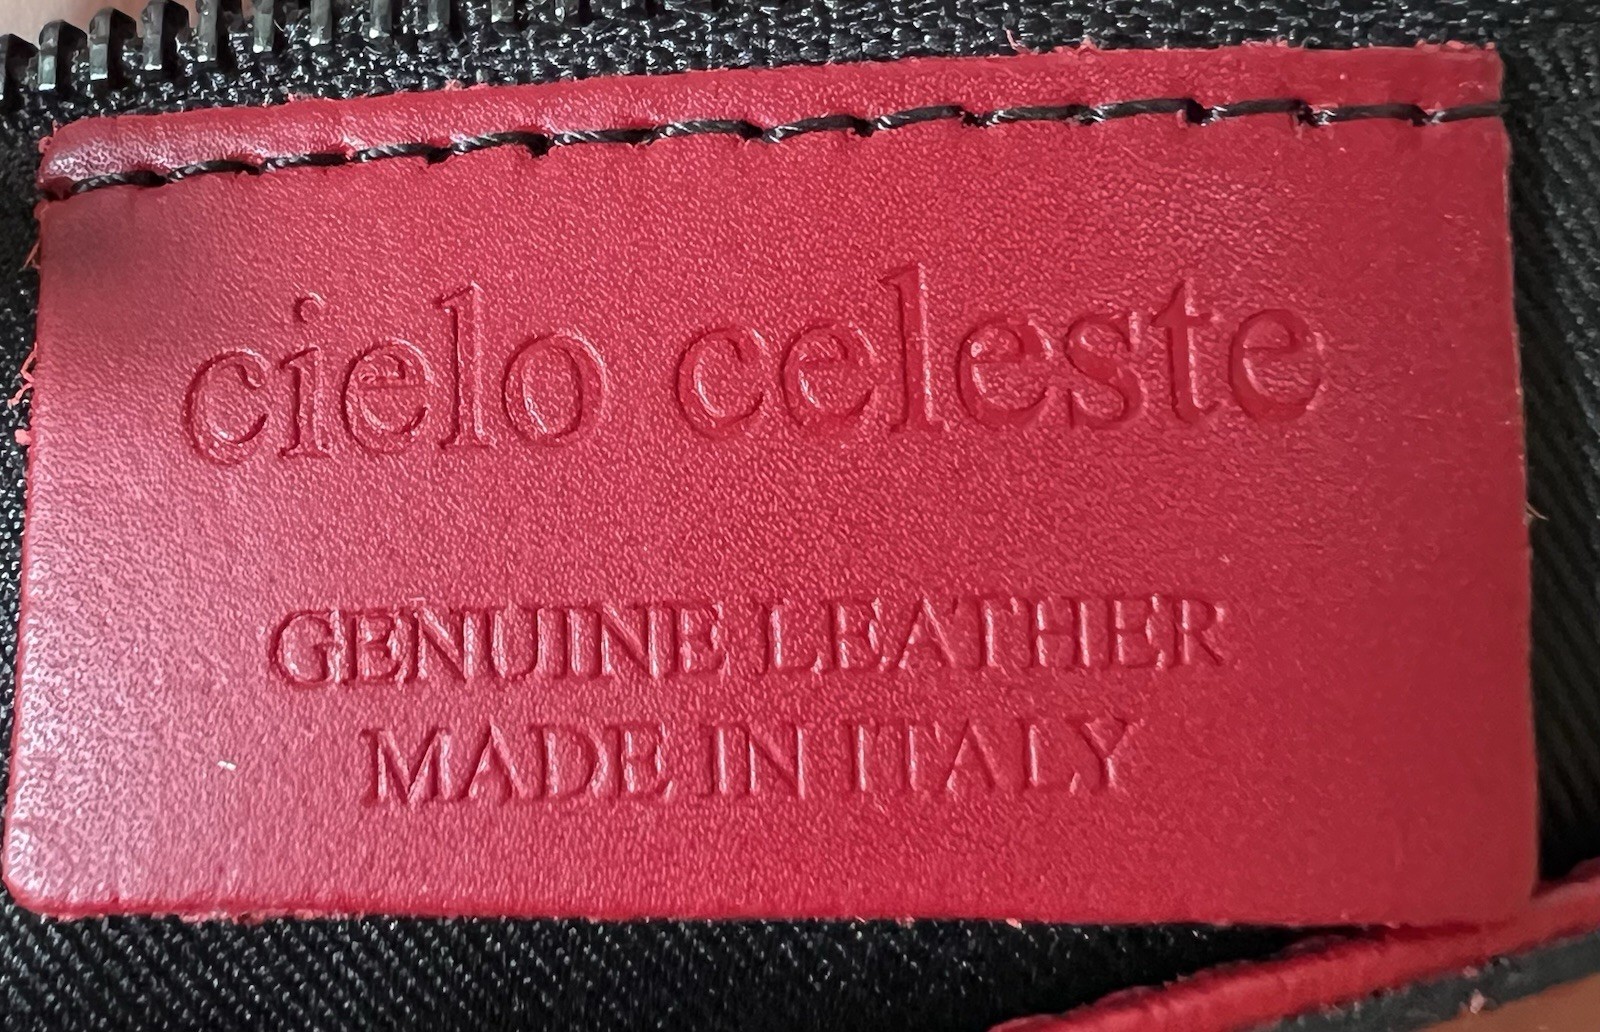 cielo celeste
GENUINE LEATHER
MADE IN ITALY